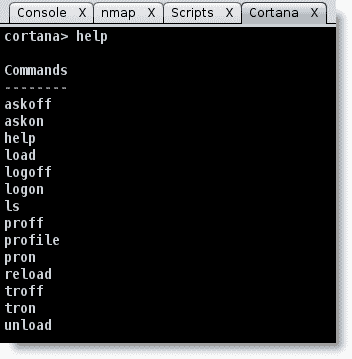 Console X nmap X Scripts X Cortana X
cortana> help
Commands
--------
askoff
askon
help
load
logoff
logon
ls
proff
profile
pron
reload
troff
tron
unload